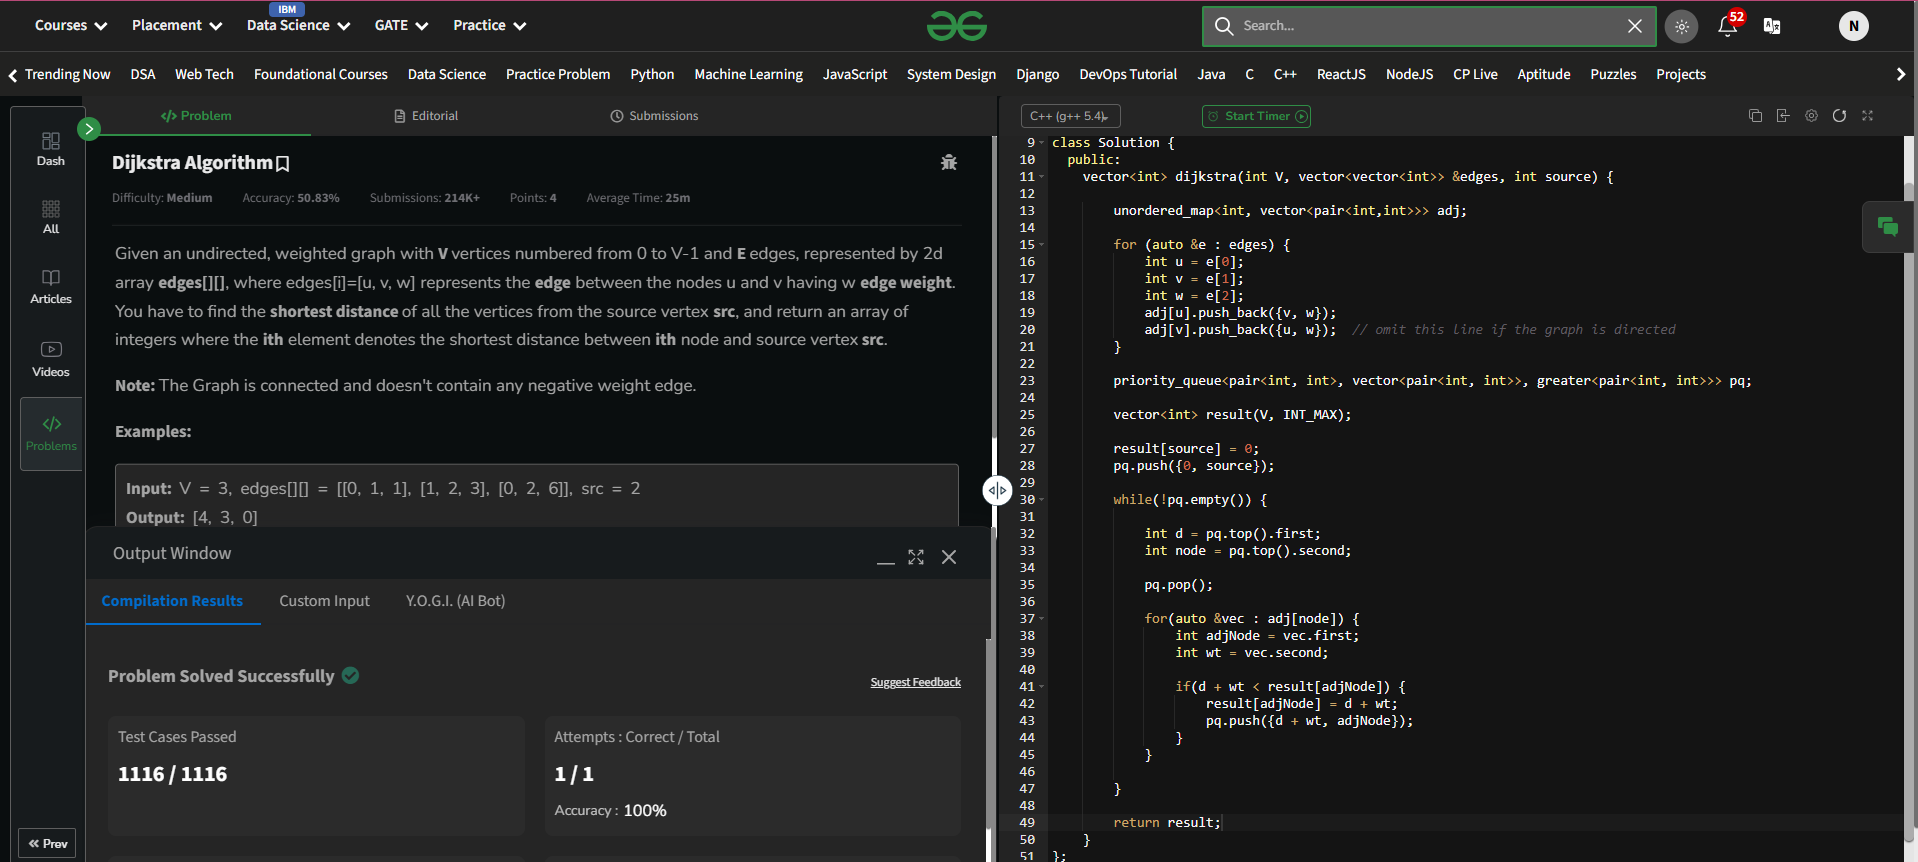 Courses Placement IBM Data Science GATE Practice Search... 52 N
Trending Now DSA Web Tech Foundational Courses Data Science Practice Problem Python Machine Learning JavaScript System Design Django DevOps Tutorial Java C C++ ReactJS NodeJS CP Live Aptitude Puzzles Projects
Dash
All
Articles
Videos
Problems
Prev
Problem Editorial Submissions
Dijkstra Algorithm
Difficulty: Medium Accuracy: 50.83% Submissions: 214K+ Points: 4 Average Time: 25m
Given an undirected, weighted graph with V vertices numbered from 0 to V-1 and E edges, represented by 2d
array edges[][], where edges[i]=[u, v, w] represents the edge between the nodes u and v having w edge weight.
You have to find the shortest distance of all the vertices from the source vertex src, and return an array of
integers where the ith element denotes the shortest distance between ith node and source vertex src.
Note: The Graph is connected and doesn't contain any negative weight edge.
Examples:
Input: V = 3, edges[][] = [[0, 1, 1], [1, 2, 3], [0, 2, 6]], src = 2
Output: [4, 3, 0]
Output Window
Compilation Results Custom Input Y.O.G.I. (AI Bot)
Problem Solved Successfully
Suggest Feedback
Test Cases Passed
1116 / 1116
Attempts : Correct / Total
1 / 1
Accuracy : 100%
C++ (g++ 5.4) Start Timer
9 class Solution {
10 public:
11 vector<int> dijkstra(int V, vector<vector<int>> &edges, int source) {
12
13 unordered_map<int, vector<pair<int,int>>> adj;
14
15 for (auto &e : edges) {
16 int u = e[0];
17 int v = e[1];
18 int w = e[2];
19 adj[u].push_back({v, w});
20 adj[v].push_back({u, w}); // omit this line if the graph is directed
21 }
22
23 priority_queue<pair<int, int>, vector<pair<int, int>>, greater<pair<int, int>>> pq;
24
25 vector<int> result(V, INT_MAX);
26
27 result[source] = 0;
28 pq.push({0, source});
29
30 while(!pq.empty()) {
31
32 int d = pq.top().first;
33 int node = pq.top().second;
34
35 pq.pop();
36
37 for(auto &vec : adj[node]) {
38 int adjNode = vec.first;
39 int wt = vec.second;
40
41 if(d + wt < result[adjNode]) {
42 result[adjNode] = d + wt;
43 pq.push({d + wt, adjNode});
44 }
45 }
46
47 }
48
49 return result;
50 }
51 };